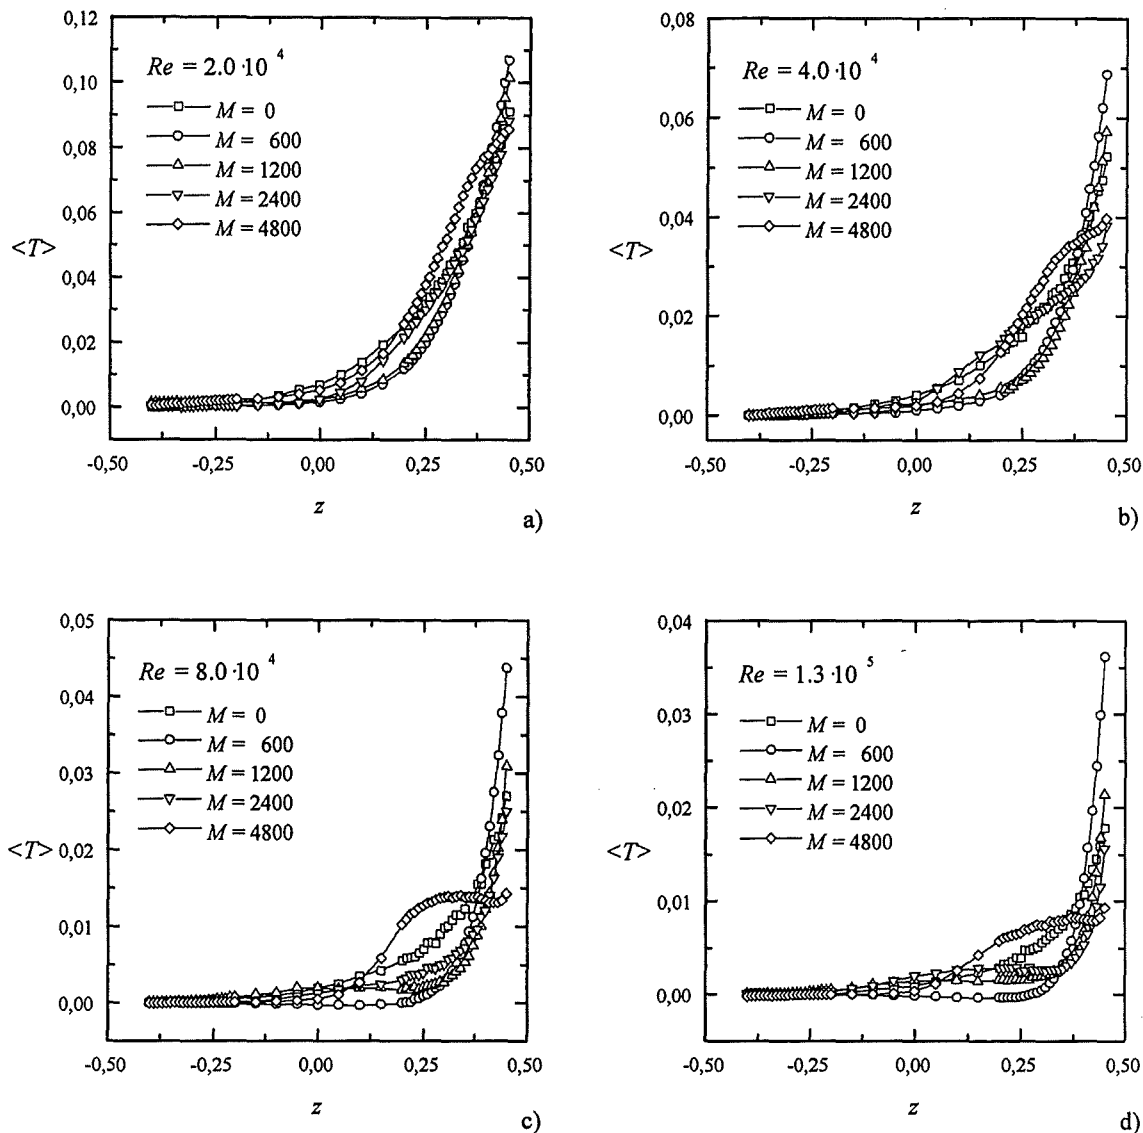 0,12
0,10
0,08
0,06
0,04
0,02
0,00
<T>
Re = 2.0·10 4
M = 0
M = 600
M = 1200
M = 2400
M = 4800
-0,50 -0,25 0,00 0,25 0,50
z
a)
0,08
0,06
0,04
0,02
0,00
<T>
Re = 4.0·10 4
M = 0
M = 600
M = 1200
M = 2400
M = 4800
-0,50 -0,25 0,00 0,25 0,50
z
b)
0,05
0,04
0,03
0,02
0,01
0,00
<T>
Re = 8.0·10 4
M = 0
M = 600
M = 1200
M = 2400
M = 4800
-0,50 -0,25 0,00 0,25 0,50
z
c)
0,04
0,03
0,02
0,01
0,00
<T>
Re = 1.3·10 5
M = 0
M = 600
M = 1200
M = 2400
M = 4800
-0,50 -0,25 0,00 0,25 0,50
z
d)